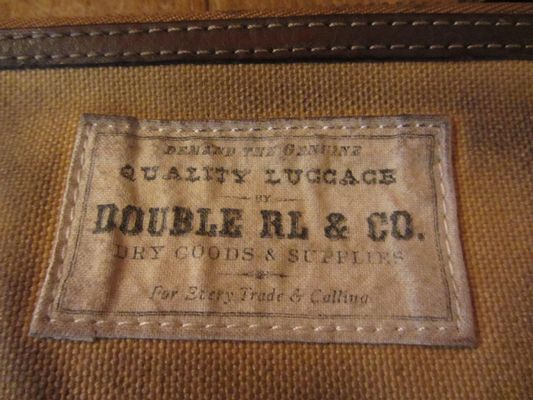 DEMAND THE GENUINE
QUALITY LUGGAGE
BY
DOUBLE RL & CO.
DRY GOODS & SUPPLIES
For Every Trade & Calling